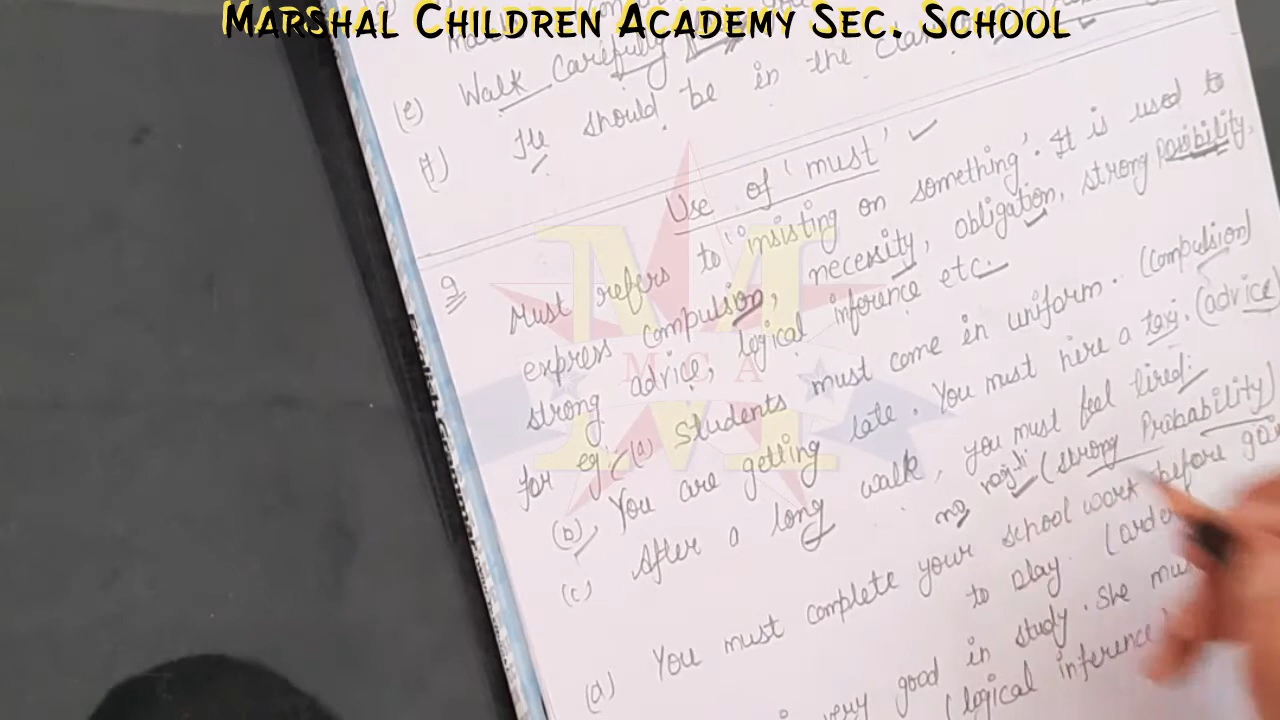 Marshal Children Academy Sec. School
(e) Walk carefully
(f) He should be in the class.
Use of 'must'
9 Must refers to 'insisting on something'. It is used to
express compulsion, necessity, obligation, strong possibility,
strong advice, logical inference etc.
for eg - (a) Students must come in uniform. (compulsion)
(b) You are getting late. You must hire a taxi. (advice
(c) After a long walk, you must feel tired.
no (strong Probability)
(d) You must complete your school work before
to play.
very good in study. She
(logical inference)
M C A